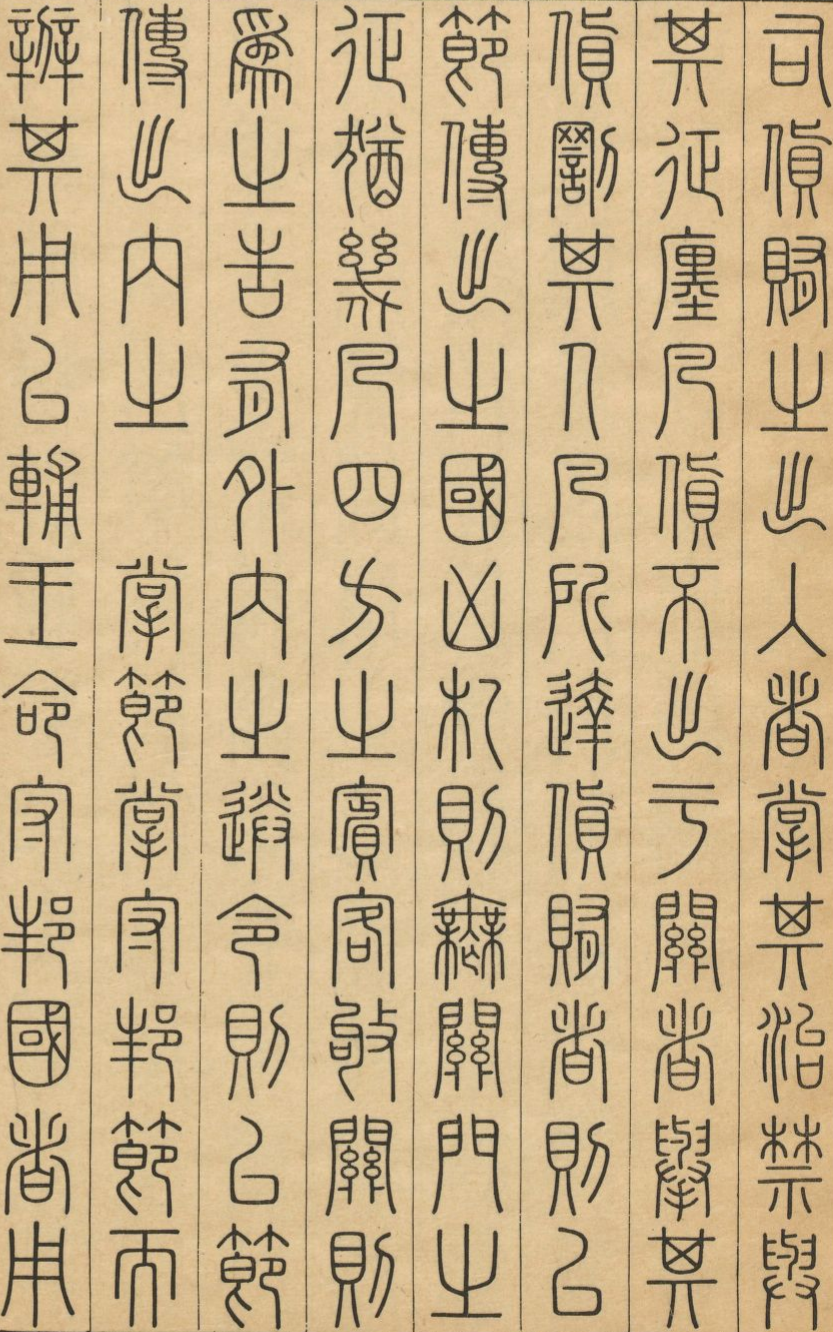 司貨賄之出入者掌其治禁與
其征廛凡貨不出于關者舉其
貨罰其人凡所達貨賄者則以
節傳出之國凶札則無關門之
征猶幾凡四方之賓客敂關則
爲之告有外內之送令則以節
傳出內之　掌節掌守邦節而
辨其用以輔王命守邦國者用